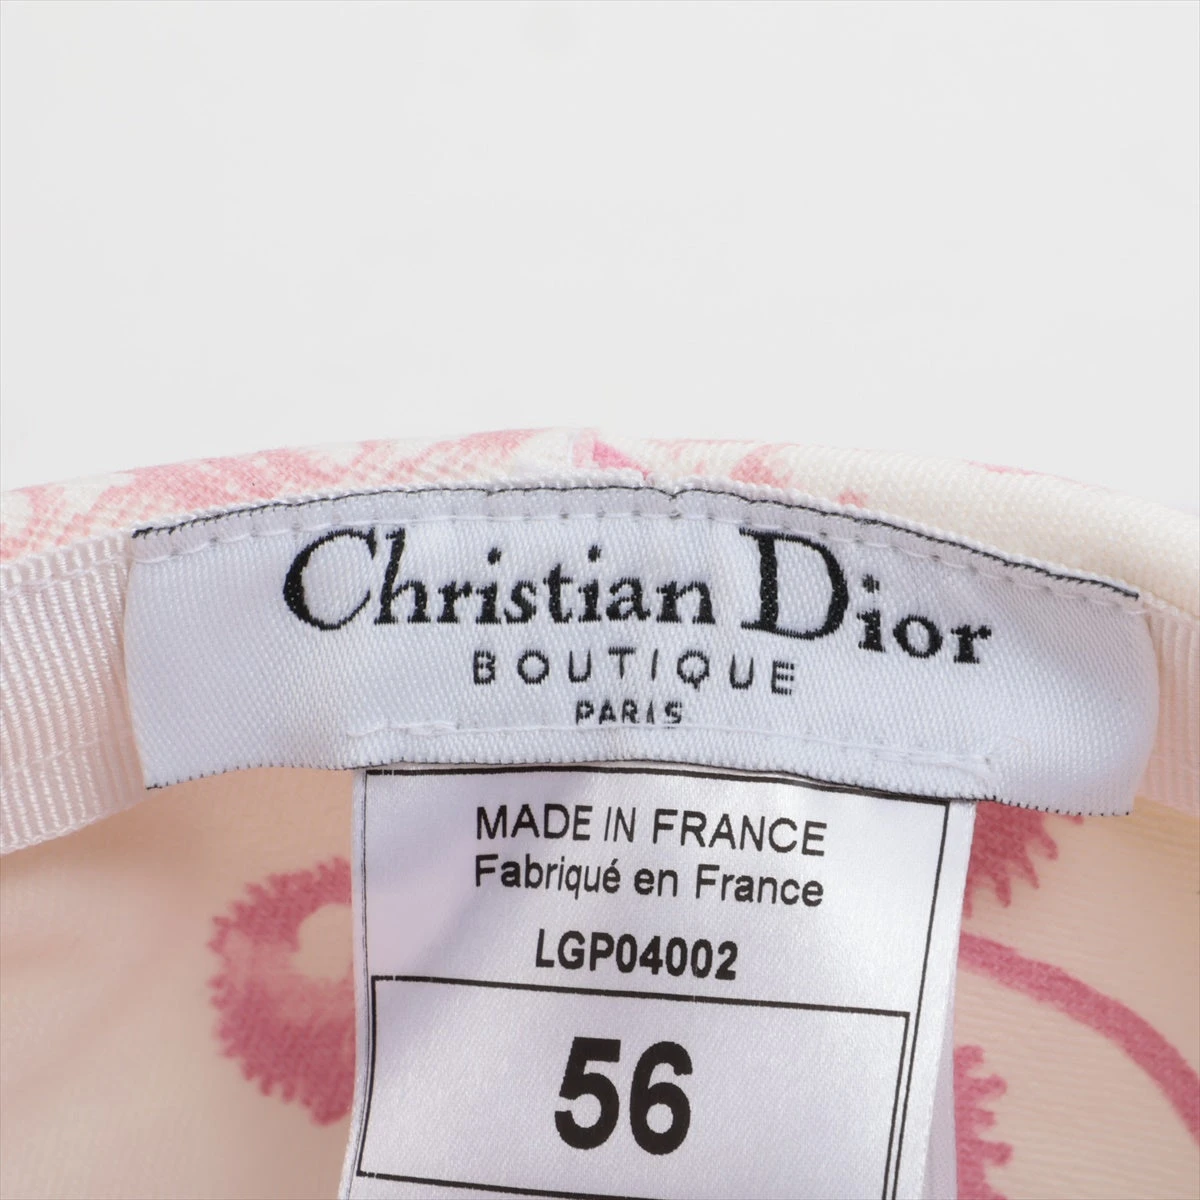 Christian Dior
BOUTIQUE
PARIS
MADE IN FRANCE
Fabriqué en France
LGP04002
56